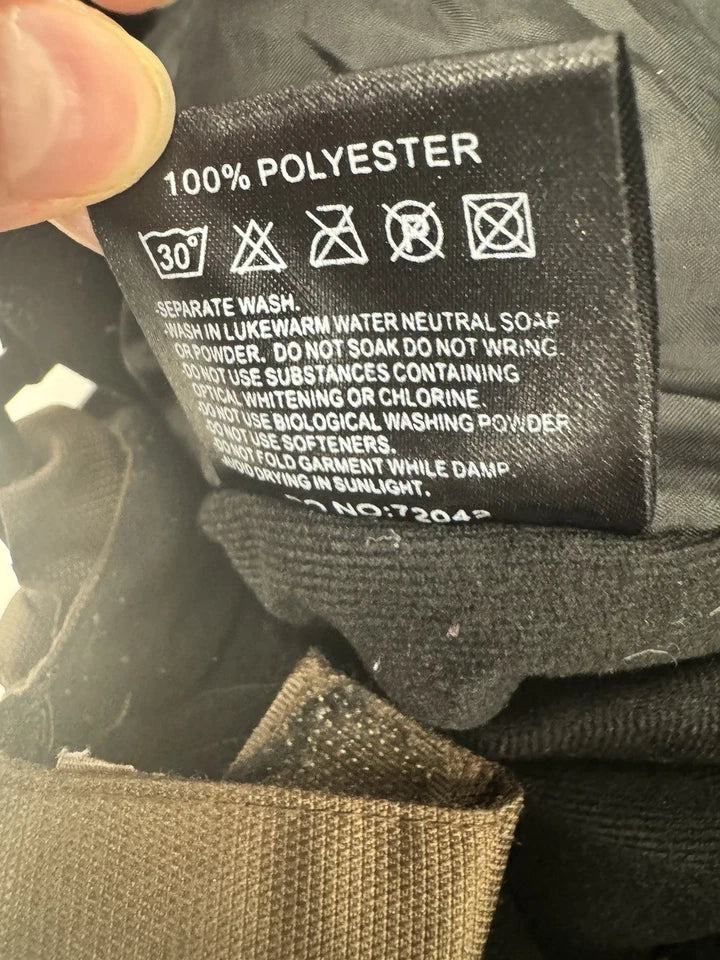 100% POLYESTER
30°
P
-SEPARATE WASH.
-WASH IN LUKEWARM WATER NEUTRAL SOAP
OR POWDER. DO NOT SOAK DO NOT WRING.
-DO NOT USE SUBSTANCES CONTAINING
OPTICAL WHITENING OR CHLORINE.
-DO NOT USE BIOLOGICAL WASHING POWDER
-DO NOT USE SOFTENERS.
-DO NOT FOLD GARMENT WHILE DAMP.
AVOID DRYING IN SUNLIGHT.
NO:72042